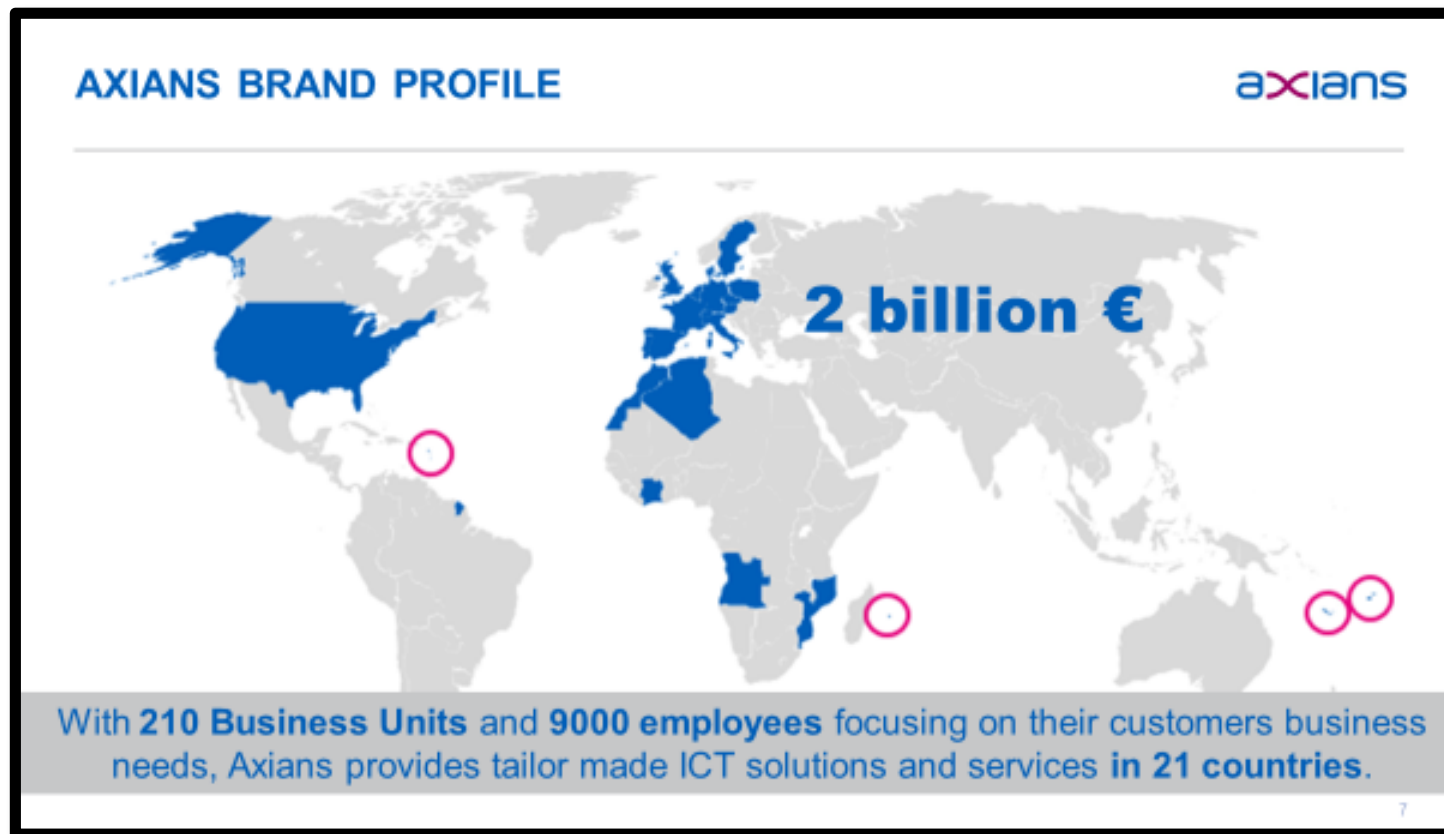 AXIANS BRAND PROFILE
axians
2 billion €
With 210 Business Units and 9000 employees focusing on their customers business
needs, Axians provides tailor made ICT solutions and services in 21 countries.
7